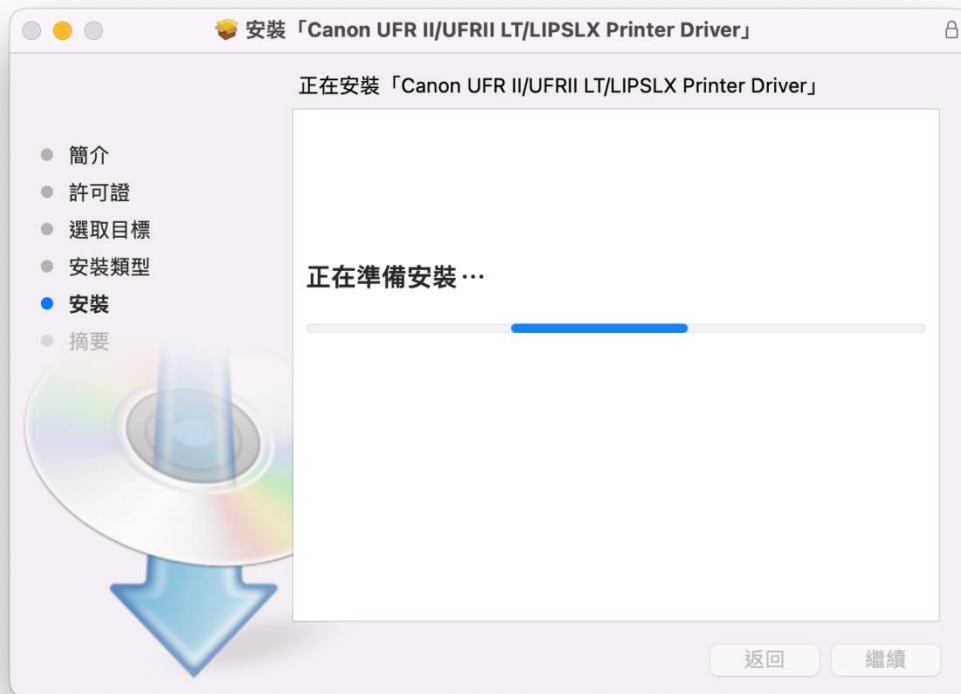 安裝「Canon UFR II/UFRII LT/LIPSLX Printer Driver」
正在安裝「Canon UFR II/UFRII LT/LIPSLX Printer Driver」
簡介
許可證
選取目標
安裝類型
安裝
摘要
正在準備安裝⋯
返回
繼續